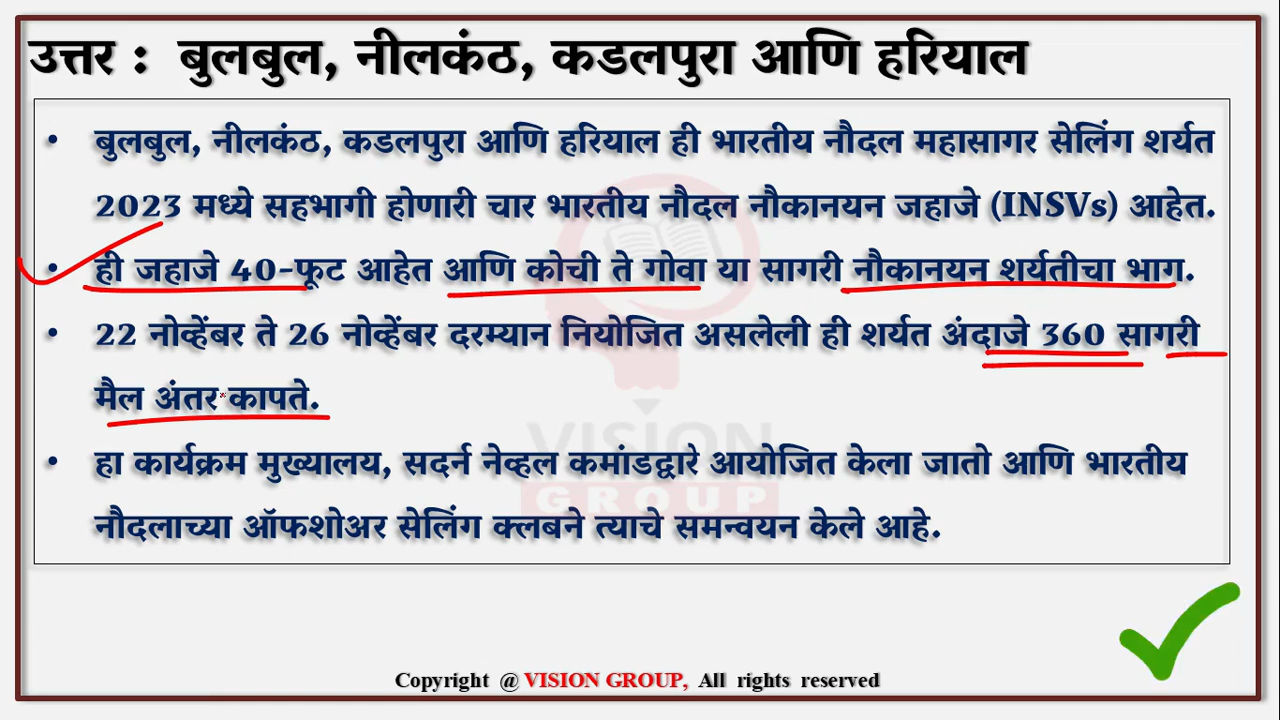 उत्तर : बुलबुल, नीलकंठ, कडलपुरा आणि हरियाल
• बुलबुल, नीलकंठ, कडलपुरा आणि हरियाल ही भारतीय नौदल महासागर सेलिंग शर्यत
2023 मध्ये सहभागी होणारी चार भारतीय नौदल नौकानयन जहाजे (INSVs) आहेत.
• ही जहाजे 40-फूट आहेत आणि कोची ते गोवा या सागरी नौकानयन शर्यतीचा भाग.
• 22 नोव्हेंबर ते 26 नोव्हेंबर दरम्यान नियोजित असलेली ही शर्यत अंदाजे 360 सागरी
मैल अंतर कापते.
• हा कार्यक्रम मुख्यालय, सदर्न नेव्हल कमांडद्वारे आयोजित केला जातो आणि भारतीय
नौदलाच्या ऑफशोअर सेलिंग क्लबने त्याचे समन्वयन केले आहे.
VISION
GROUP
Copyright @ VISION GROUP, All rights reserved